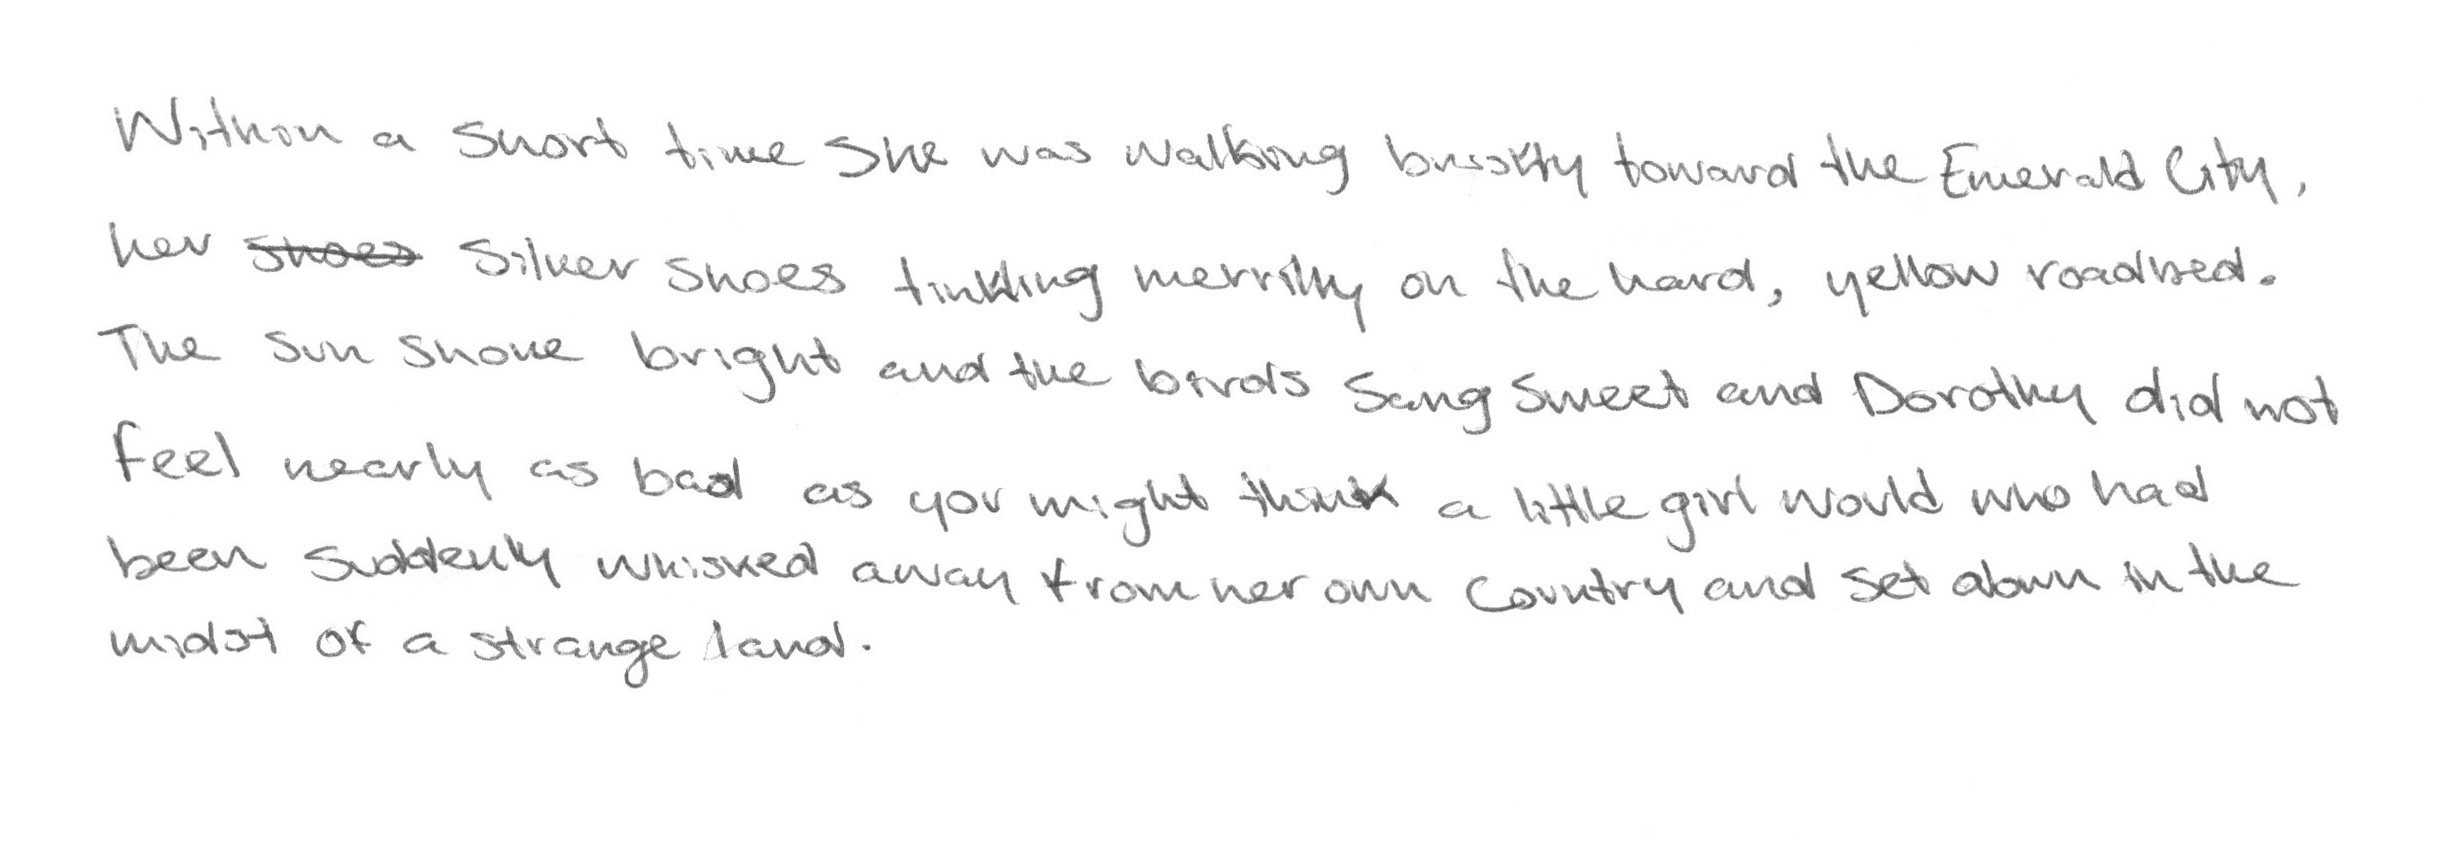 Within a short time she was walking briskly toward the Emerald City,
her ~~shoes~~ Silver Shoes tinkling merrily on the hard, yellow roadbed.
The sun shone bright and the birds sang sweet and Dorothy did not
feel nearly as bad as you might think a little girl would who had
been suddenly whisked away from her own country and set down in the
midst of a strange land.